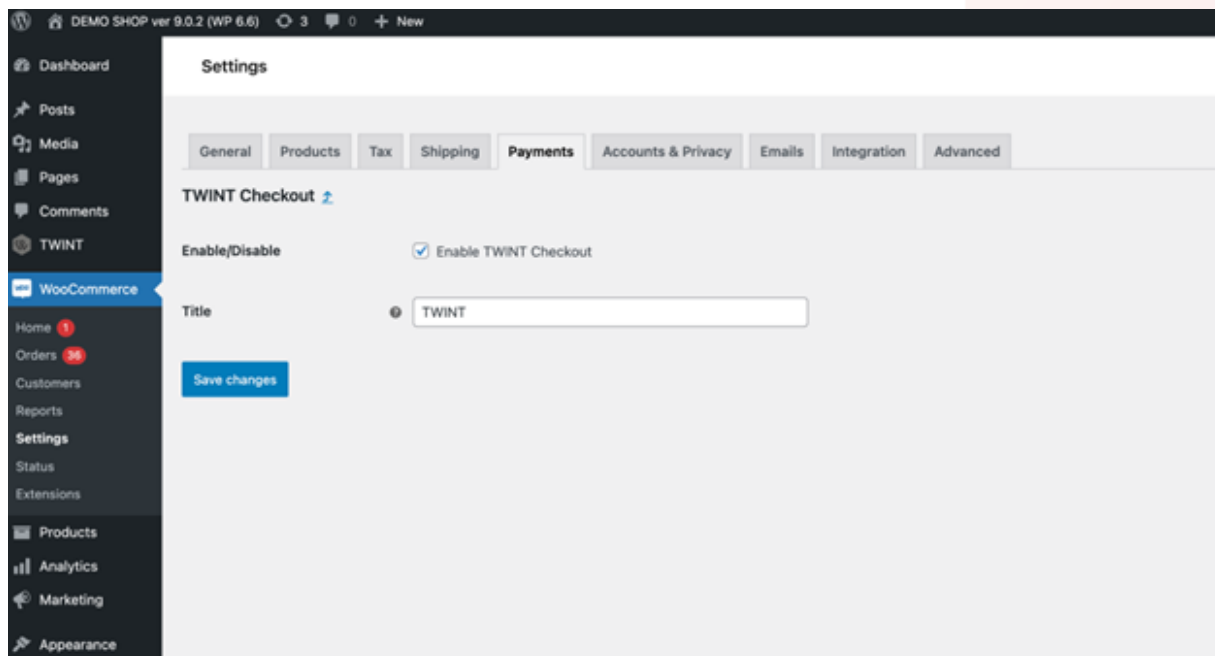 DEMO SHOP ver 9.0.2 (WP 6.6) 3 0 + New
Dashboard
Posts
Media
Pages
Comments
TWINT
WooCommerce
Home 1
Orders 36
Customers
Reports
Settings
Status
Extensions
Products
Analytics
Marketing
Appearance
Settings
General Products Tax Shipping Payments Accounts & Privacy Emails Integration Advanced
TWINT Checkout
Enable/Disable Enable TWINT Checkout
Title TWINT
Save changes